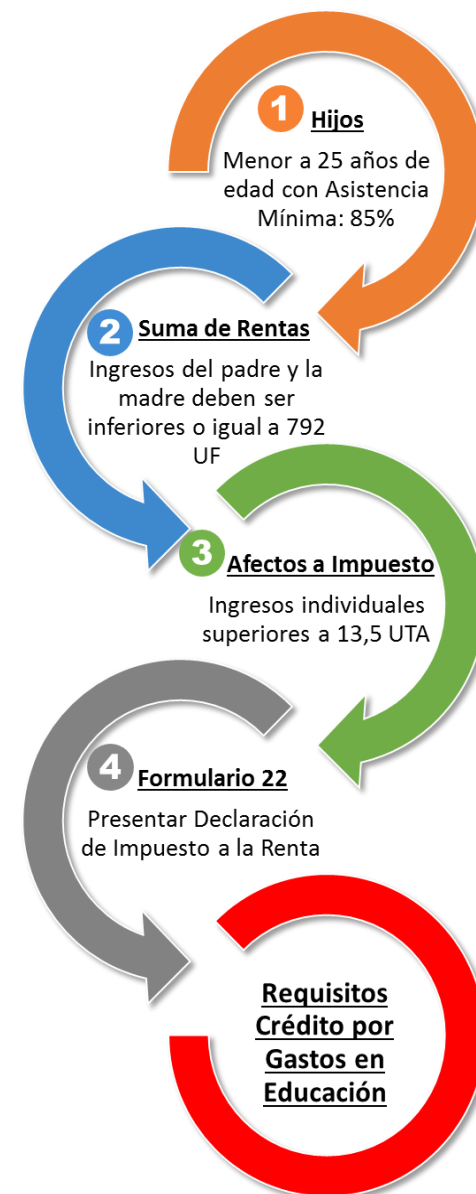 1 Hijos
Menor a 25 años de
edad con Asistencia
Mínima: 85%
2 Suma de Rentas
Ingresos del padre y la
madre deben ser
inferiores o igual a 792
UF
3 Afectos a Impuesto
Ingresos individuales
superiores a 13,5 UTA
4 Formulario 22
Presentar Declaración
de Impuesto a la Renta
Requisitos
Crédito por
Gastos en
Educación